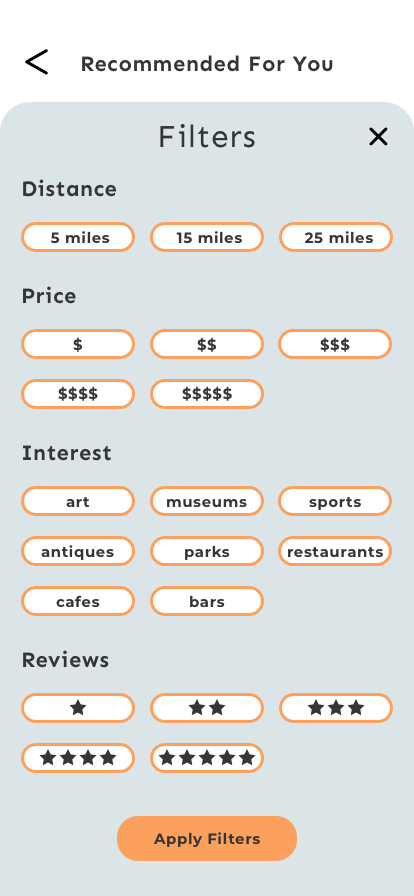 Recommended For You
Filters
Distance
5 miles 15 miles 25 miles
Price
$ $$ $$$
$$$$ $$$$$
Interest
art museums sports
antiques parks restaurants
cafes bars
Reviews
Apply Filters